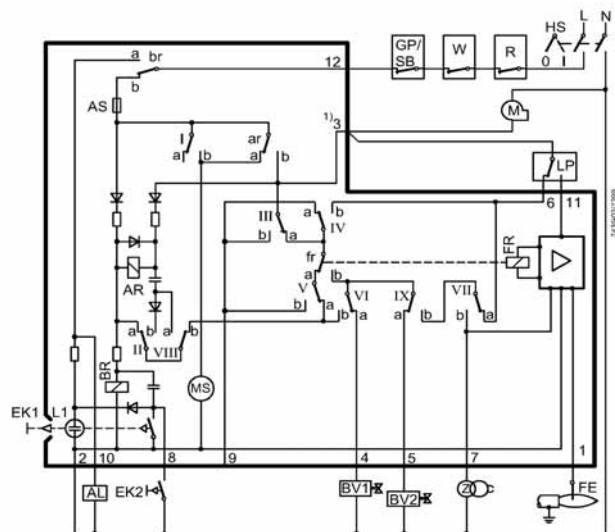 HS L N
a br
b
12
GP/
SB
W
R
0 I
AS
M
1)
3
I
ar
a b a b
LP
6 11
III
a b
IV
b a
FR
fr
AR
a b
V
b a
VI
b a
IX
a b
VII
b a
a b a b
II VIII
BR
MS
EK1 L1
2 10 8 9 4 5 7 1
AL
EK2
BV1
BV2
Z
FE